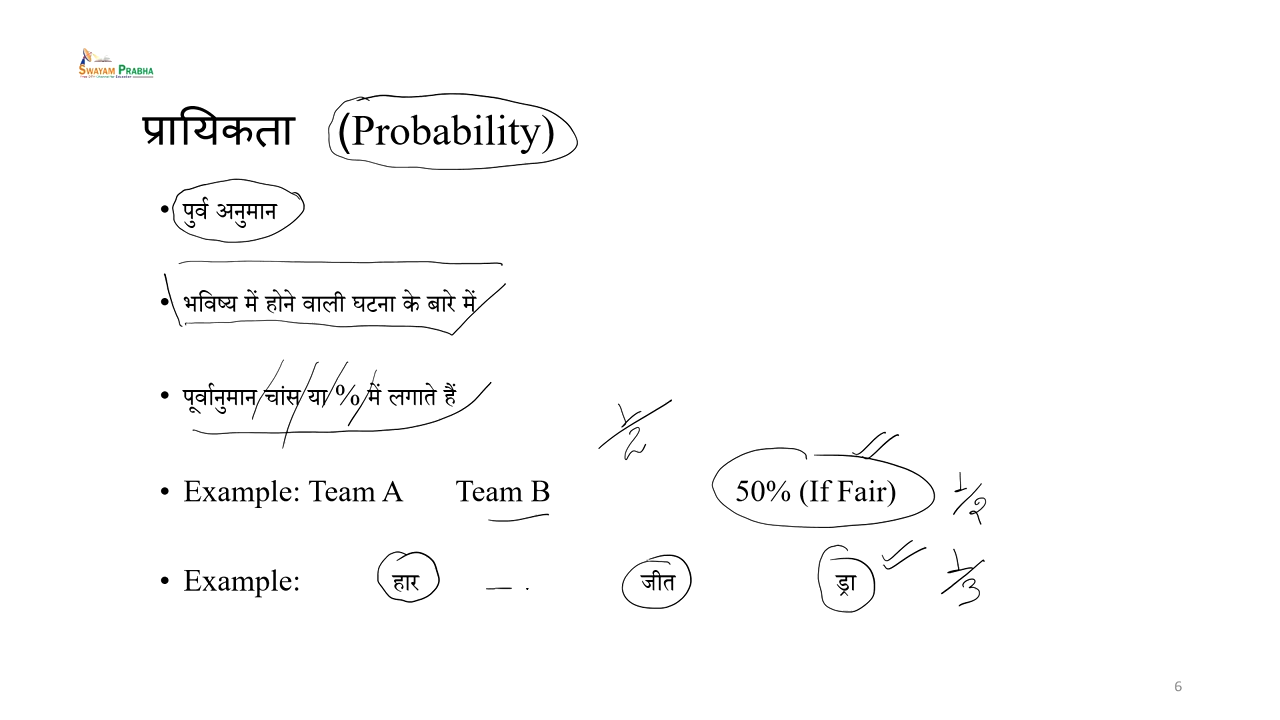 SWAYAM PRABHA
प्रायिकता (Probability)
• पुर्व अनुमान
• भविष्य में होने वाली घटना के बारे में
• पूर्वानुमान चांस या % में लगाते हैं
1/2
• Example: Team A Team B 50% (If Fair) 1/2
• Example: हार जीत ड्रा 1/3
6